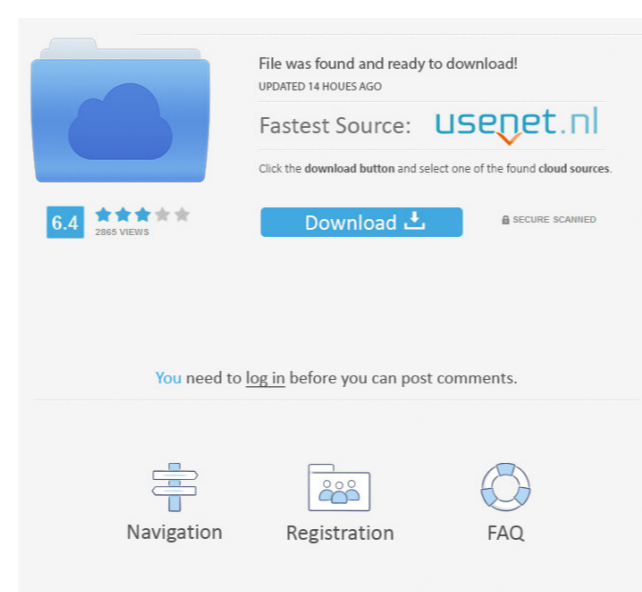 File was found and ready to download!
UPDATED 14 HOUES AGO
Fastest Source: usenet.nl
Click the download button and select one of the found cloud sources.
6.4
2865 VIEWS
Download
SECURE SCANNED
You need to log in before you can post comments.
Navigation
Registration
FAQ